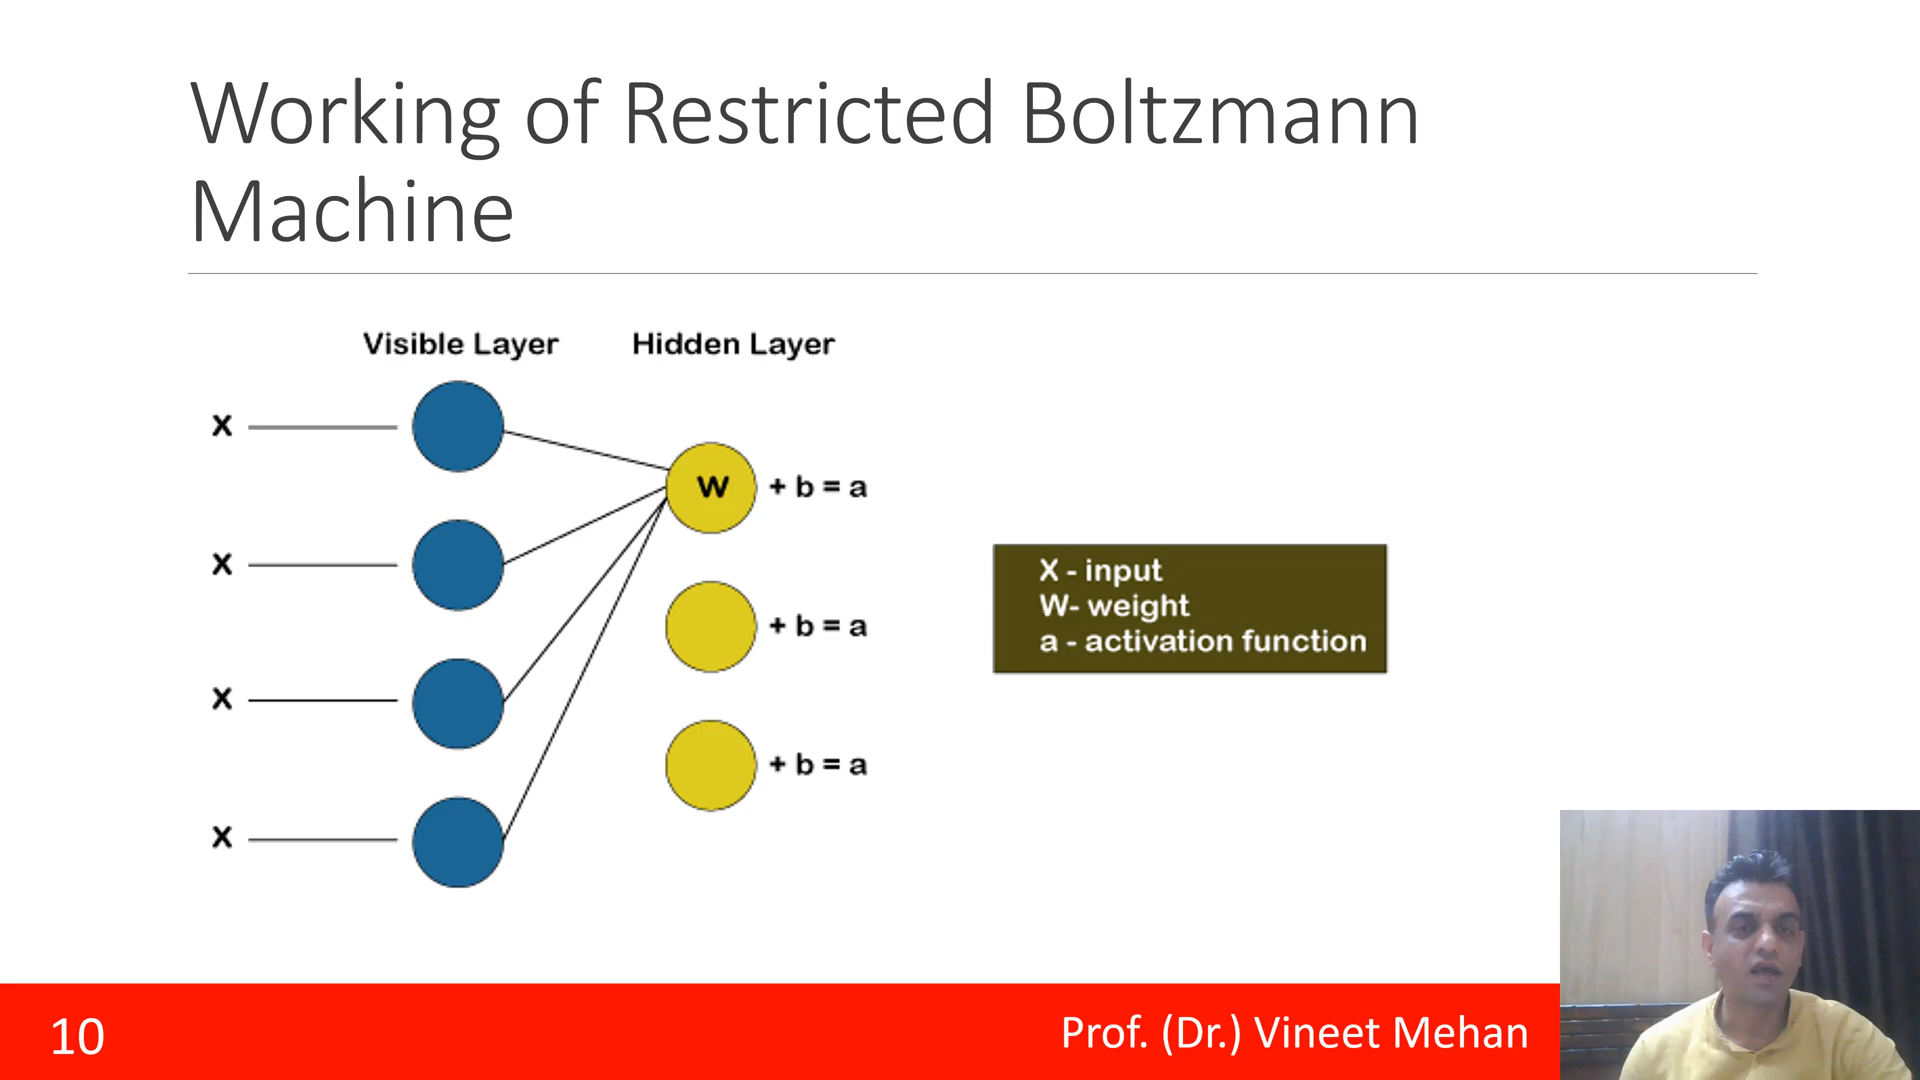 Working of Restricted Boltzmann
Machine
Visible Layer Hidden Layer
X
W + b = a
X
X - input
W- weight
a - activation function
+ b = a
X
+ b = a
X
10
Prof. (Dr.) Vineet Mehan